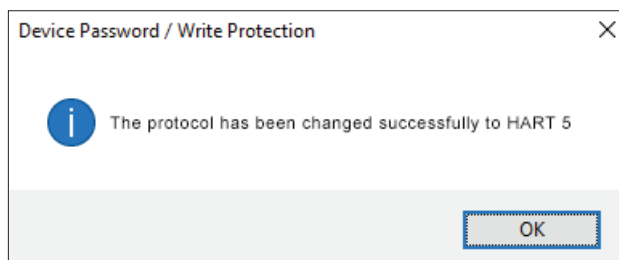 Device Password / Write Protection
The protocol has been changed successfully to HART 5
OK